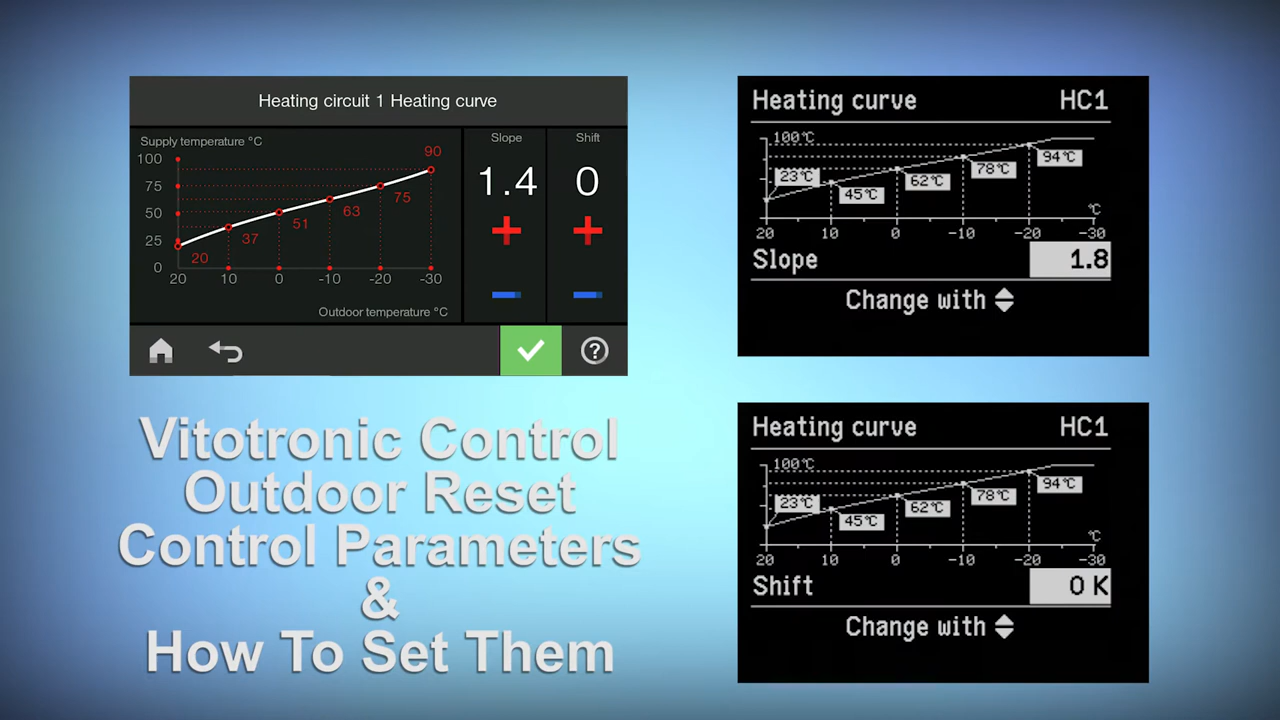 Heating circuit 1 Heating curve
Supply temperature °C
Slope
Shift
100
75
50
25
0
90
75
63
51
37
20
1.4
0
20 10 0 -10 -20 -30
Outdoor temperature °C
Vitotronic Control
Outdoor Reset
Control Parameters
&
How To Set Them
Heating curve HC1
100°C
23°C
45°C
62°C
78°C
94°C
°C
20 10 0 -10 -20 -30
Slope 1.8
Change with
Heating curve HC1
100°C
23°C
45°C
62°C
78°C
94°C
°C
20 10 0 -10 -20 -30
Shift 0 K
Change with